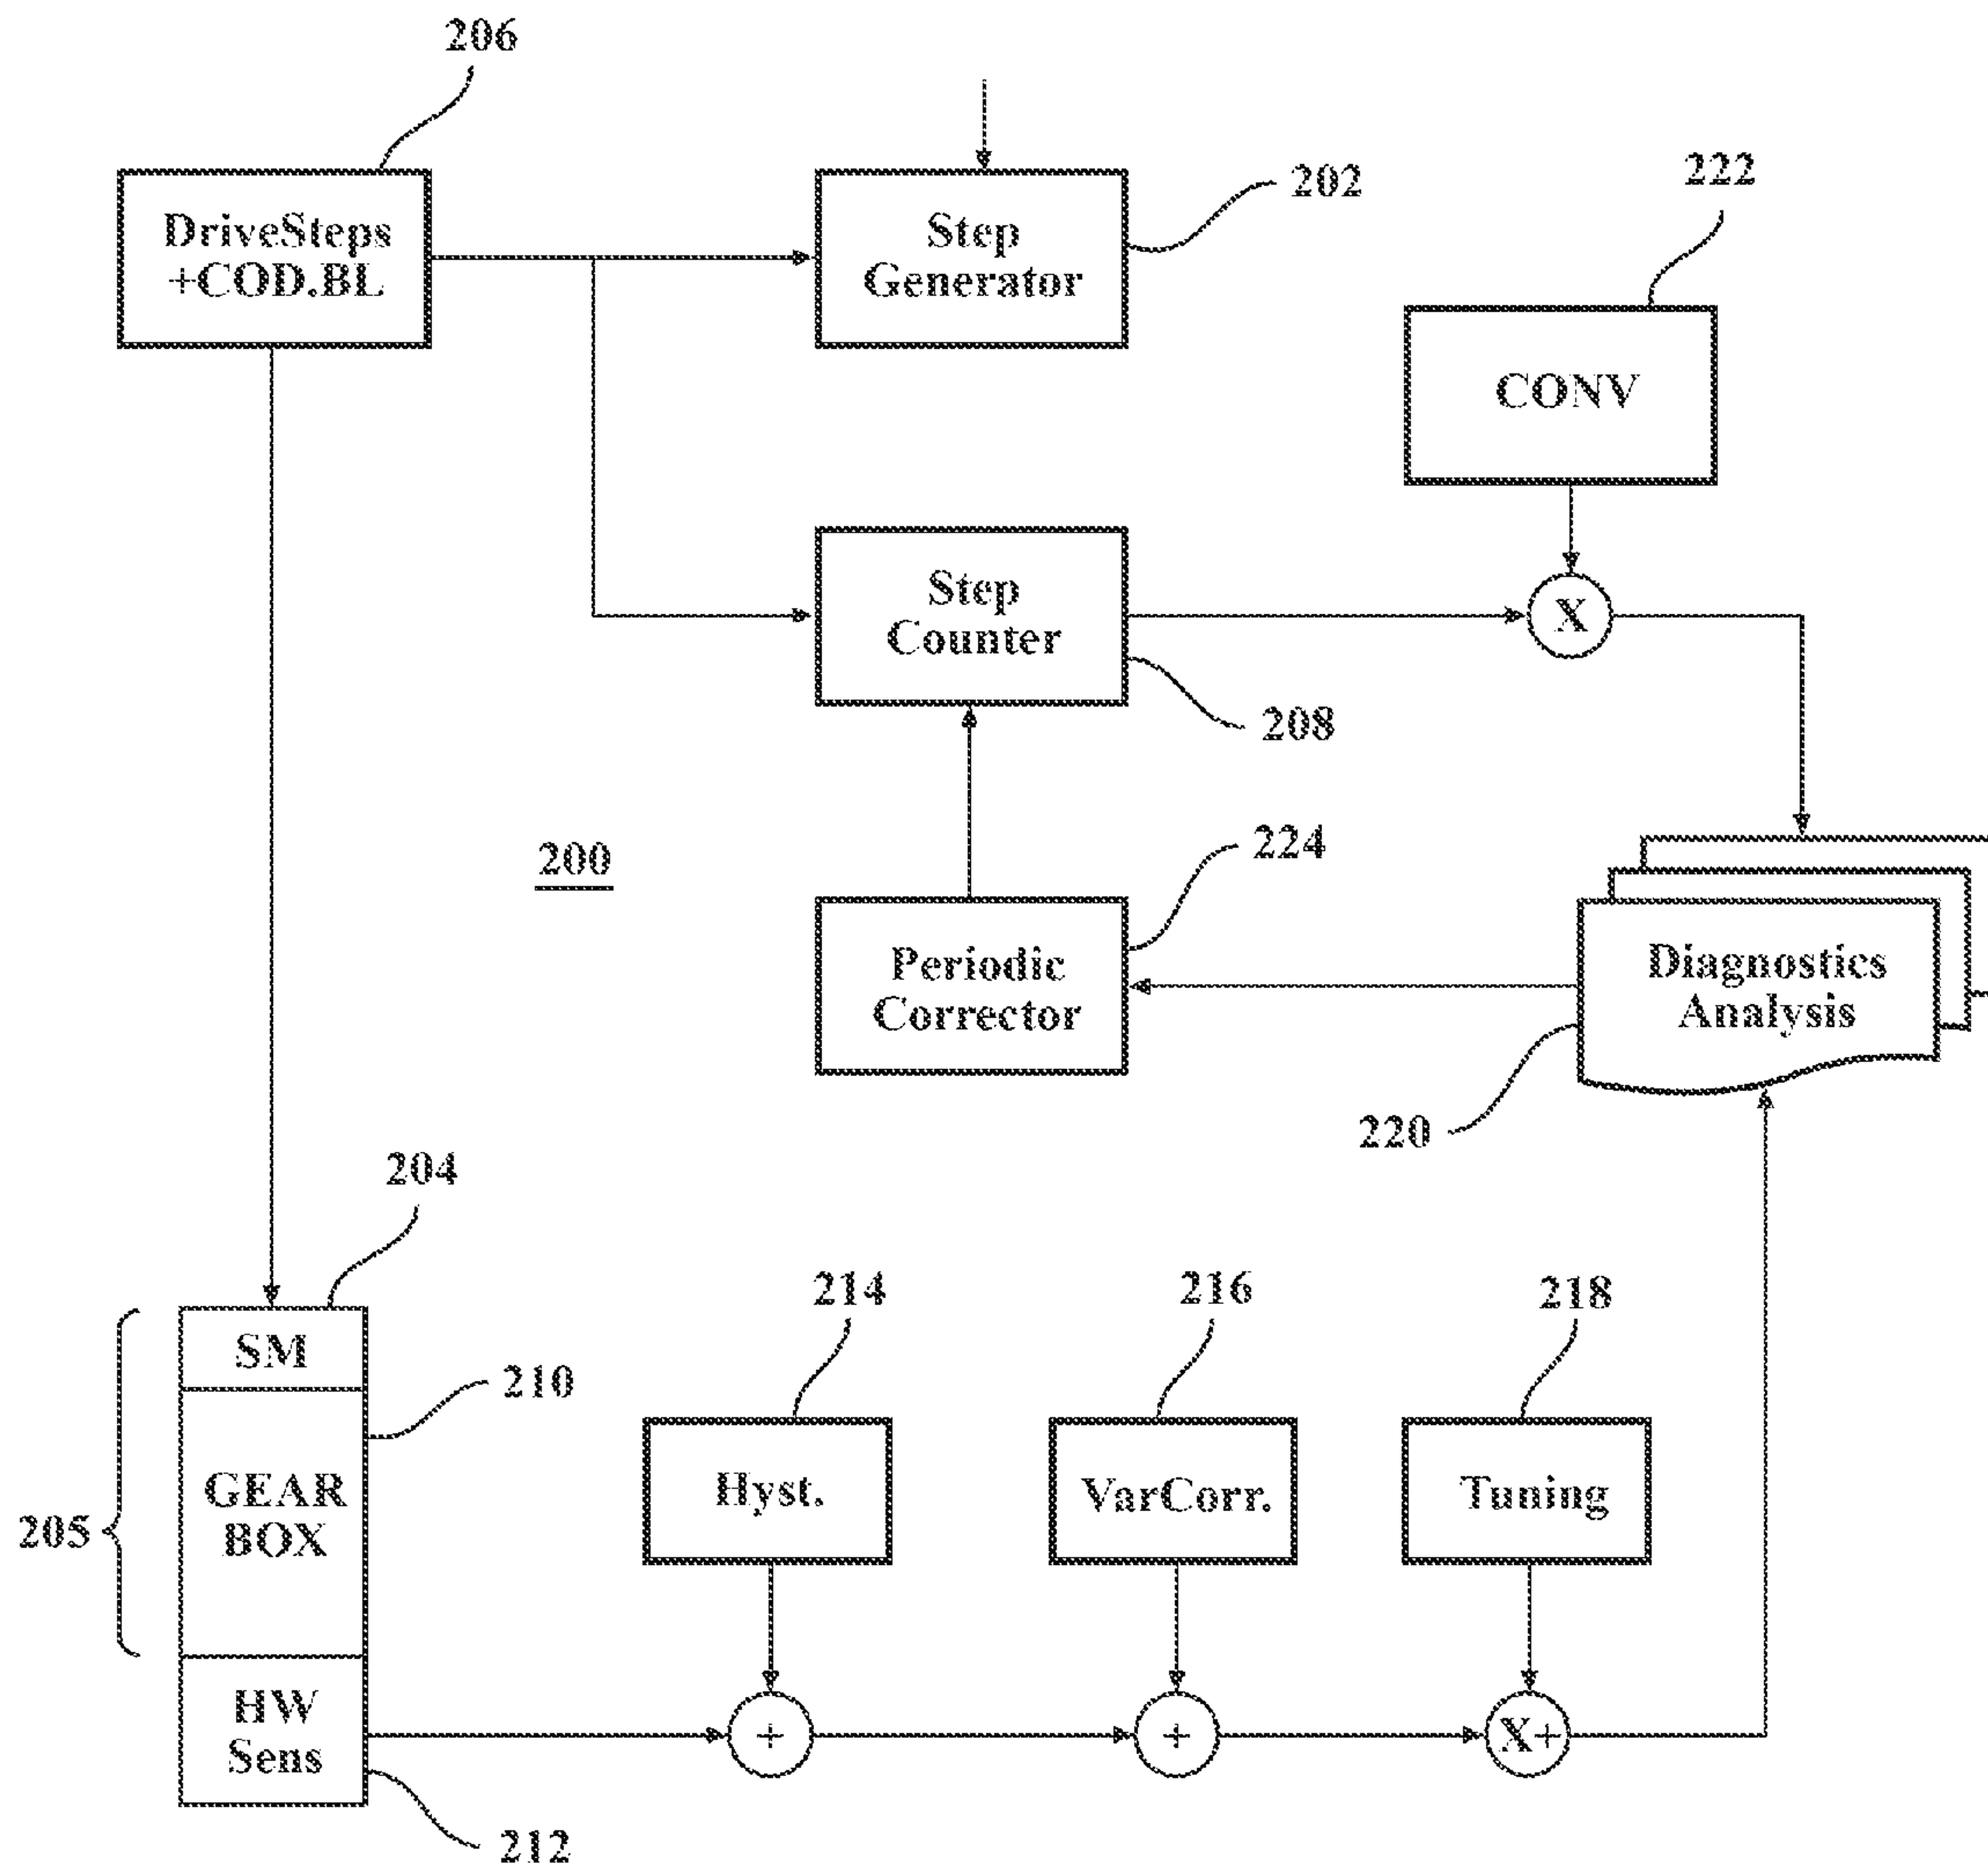 206
202
222
DriveSteps
+COD.BL
Step
Generator
CONV
Step
Counter
X
208
200
224
Periodic
Corrector
Diagnostics
Analysis
220
204
214
216
218
SM
210
GEAR
BOX
205
Hyst.
VarCorr.
Tuning
HW
Sens
+
+
X+
212